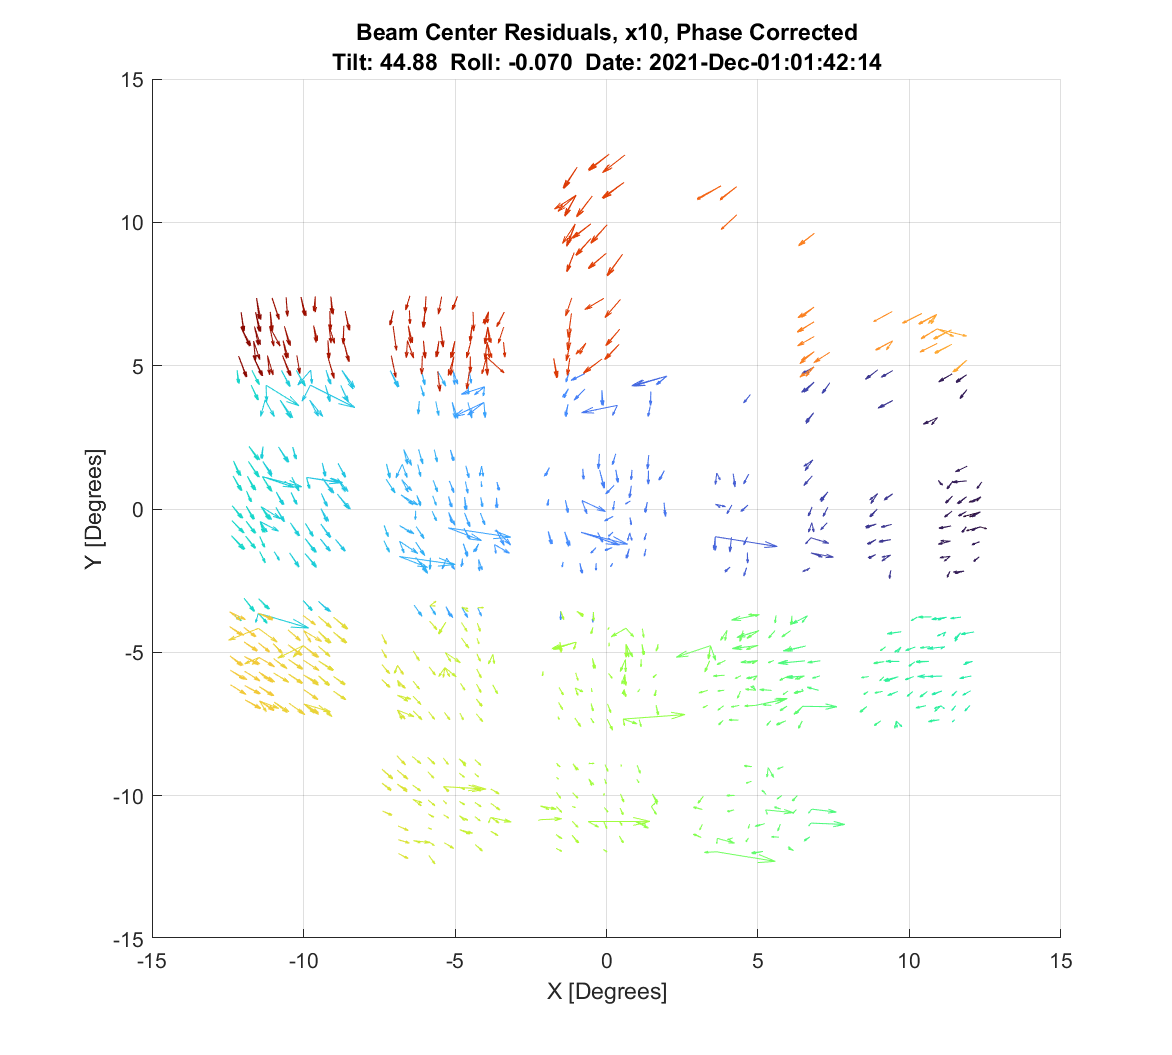 Beam Center Residuals, x10, Phase Corrected
Tilt: 44.88  Roll: -0.070  Date: 2021-Dec-01:01:42:14
15
10
5
0
-5
-10
-15
Y [Degrees]
-15 -10 -5 0 5 10 15
X [Degrees]